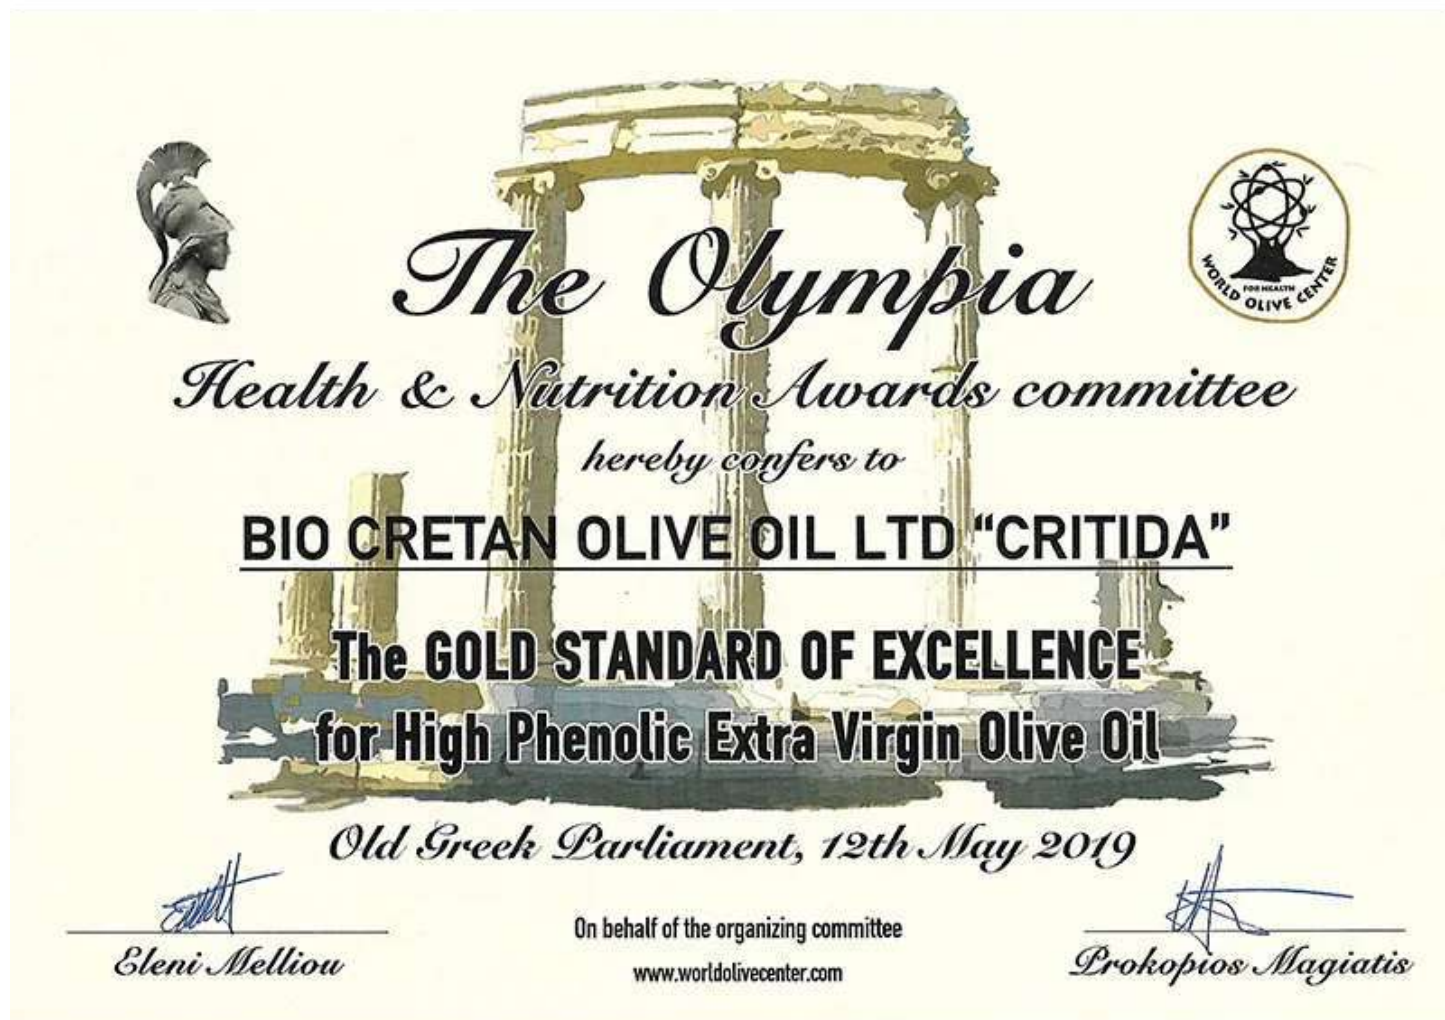 The Olympia
WORLD OLIVE CENTER
FOR HEALTH
Health & Nutrition Awards committee
hereby confers to
BIO CRETAN OLIVE OIL LTD “CRITIDA”
The GOLD STANDARD OF EXCELLENCE
for High Phenolic Extra Virgin Olive Oil
Old Greek Parliament, 12th May 2019
On behalf of the organizing committee
Eleni Melliou
www.worldolivecenter.com
Prokopios Magiatis